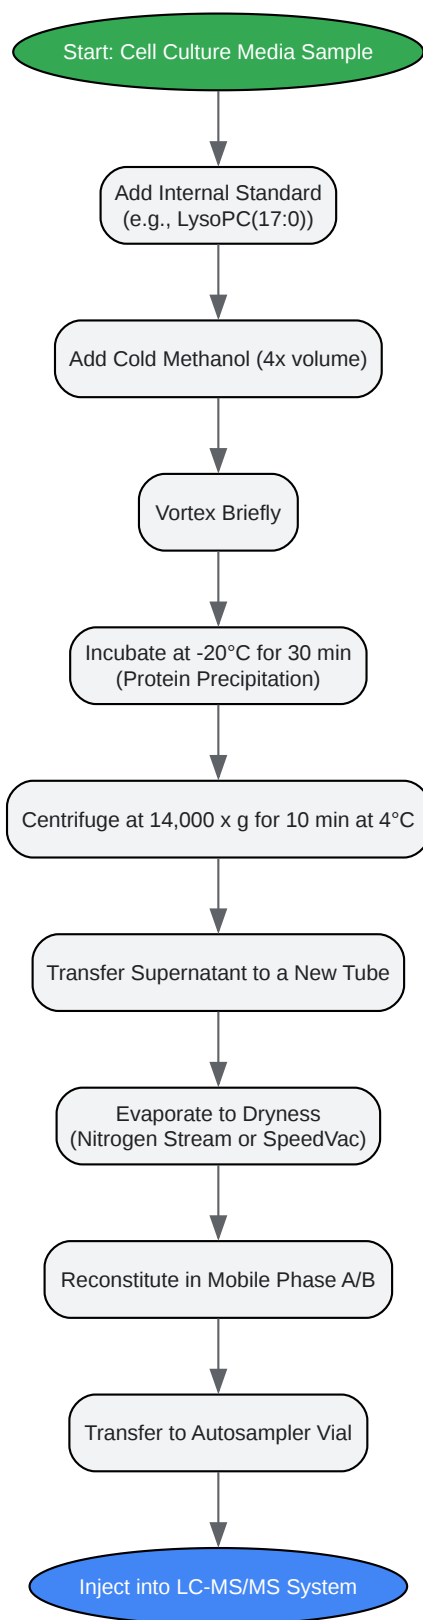 Start: Cell Culture Media Sample
Add Internal Standard
(e.g., LysoPC(17:0))
Add Cold Methanol (4x volume)
Vortex Briefly
Incubate at -20°C for 30 min
(Protein Precipitation)
Centrifuge at 14,000 x g for 10 min at 4°C
Transfer Supernatant to a New Tube
Evaporate to Dryness
(Nitrogen Stream or SpeedVac)
Reconstitute in Mobile Phase A/B
Transfer to Autosampler Vial
Inject into LC-MS/MS System